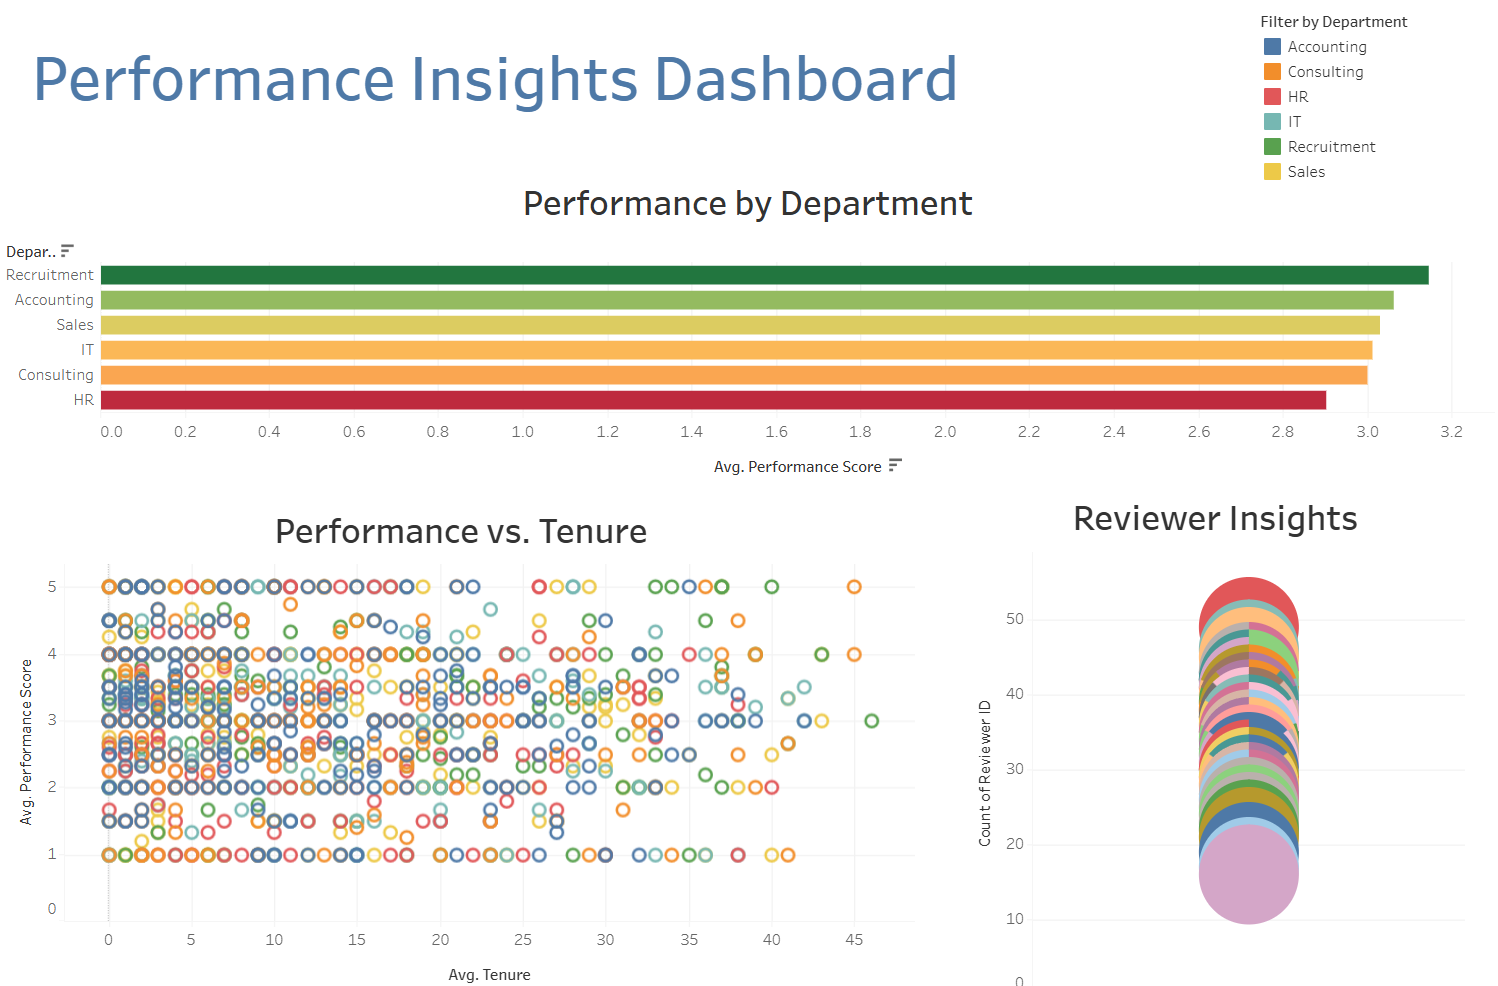 Filter by Department
Accounting
Consulting
HR
IT
Recruitment
Sales
Performance Insights Dashboard
Performance by Department
Depar..
Recruitment
Accounting
Sales
IT
Consulting
HR
0.0 0.2 0.4 0.6 0.8 1.0 1.2 1.4 1.6 1.8 2.0 2.2 2.4 2.6 2.8 3.0 3.2
Avg. Performance Score
Performance vs. Tenure
Avg. Performance Score
5
4
3
2
1
0
0 5 10 15 20 25 30 35 40 45
Avg. Tenure
Reviewer Insights
Count of Reviewer ID
50
40
30
20
10
0